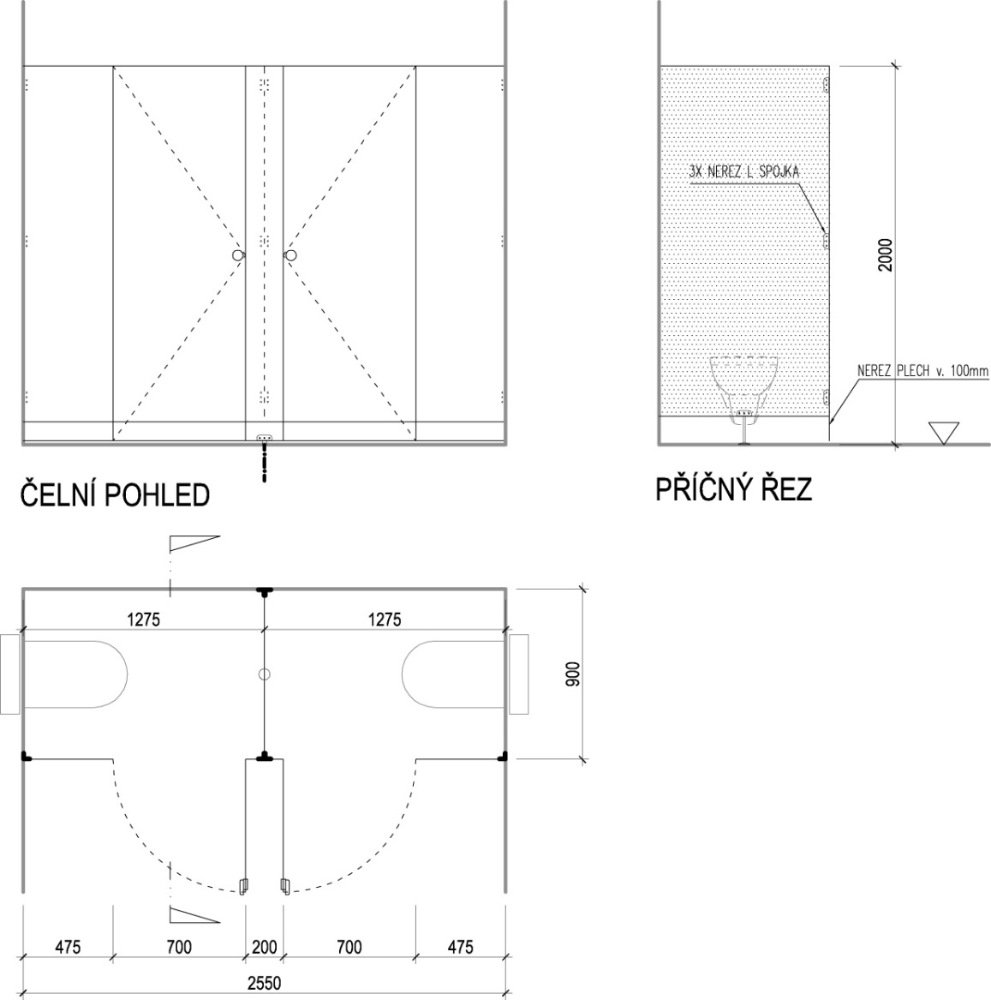 3X NEREZ L SPOJKA
2000
NEREZ PLECH v. 100mm
ČELNÍ POHLED
PŘÍČNÝ ŘEZ
1275
1275
900
475
700
200
700
475
2550